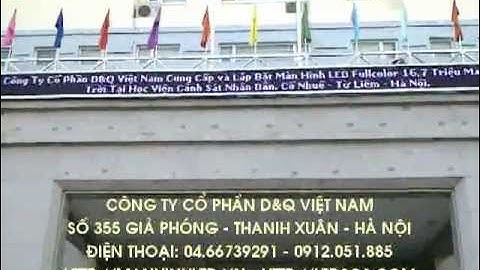 Công Ty Cổ Phần D&Q Việt Nam Cung Cấp và Lắp Đặt Màn Hình LED Fullcolor 16,7 Triệu Mà
Trời Tại Học Viện Cảnh Sát Nhân Dân. Cổ Nhuế - Từ Liêm - Hà Nội.
CÔNG TY CỔ PHẦN D&Q VIỆT NAM
SỐ 355 GIẢ PHÓNG - THANIH XUÂN - HÀ NỘI
ĐIỆN THOẠI: 04.66739291 - 0912.051.885